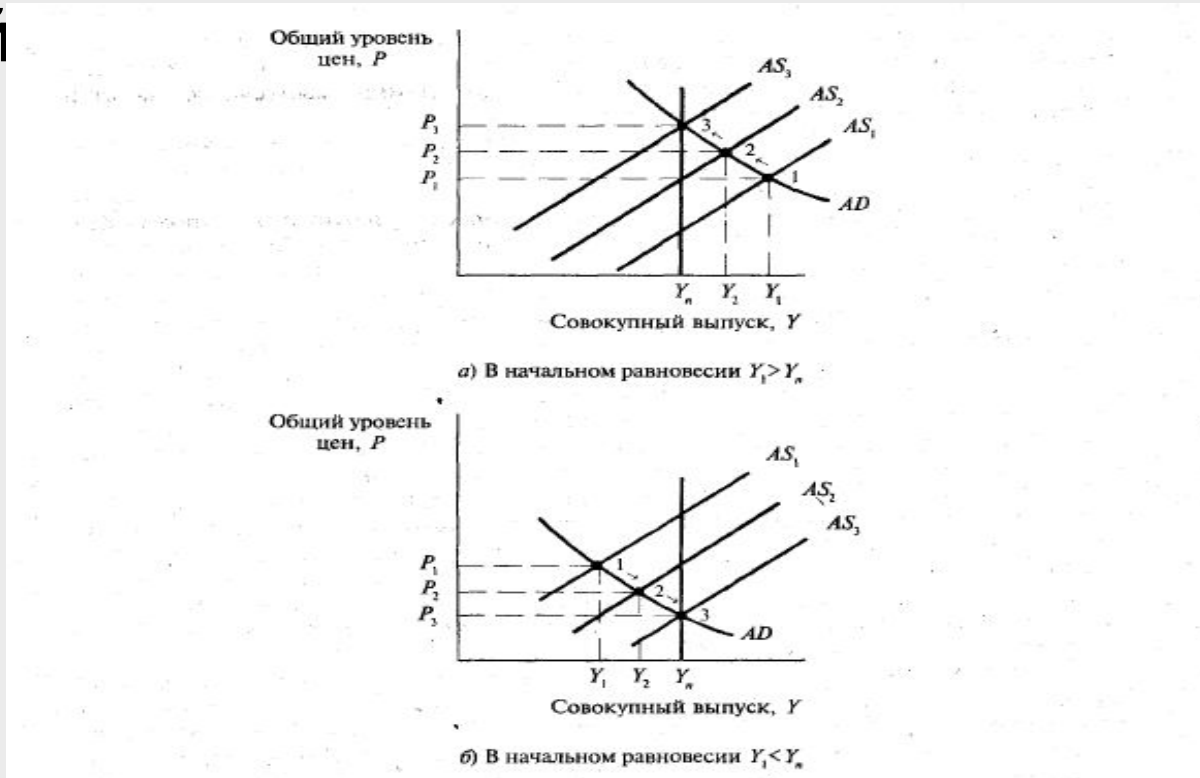 Общий уровень
цен, P
AS₃
AS₂
AS₁
P₃
P₂
P₁
3
2
1
AD
Yₙ Y₂ Y₁
Совокупный выпуск, Y
а) В начальном равновесии Y₁>Yₙ
Общий уровень
цен, P
AS₁
AS₂
AS₃
P₁
P₂
P₃
1
2
3
AD
Y₁ Y₂ Yₙ
Совокупный выпуск, Y
б) В начальном равновесии Y₁<Yₙ